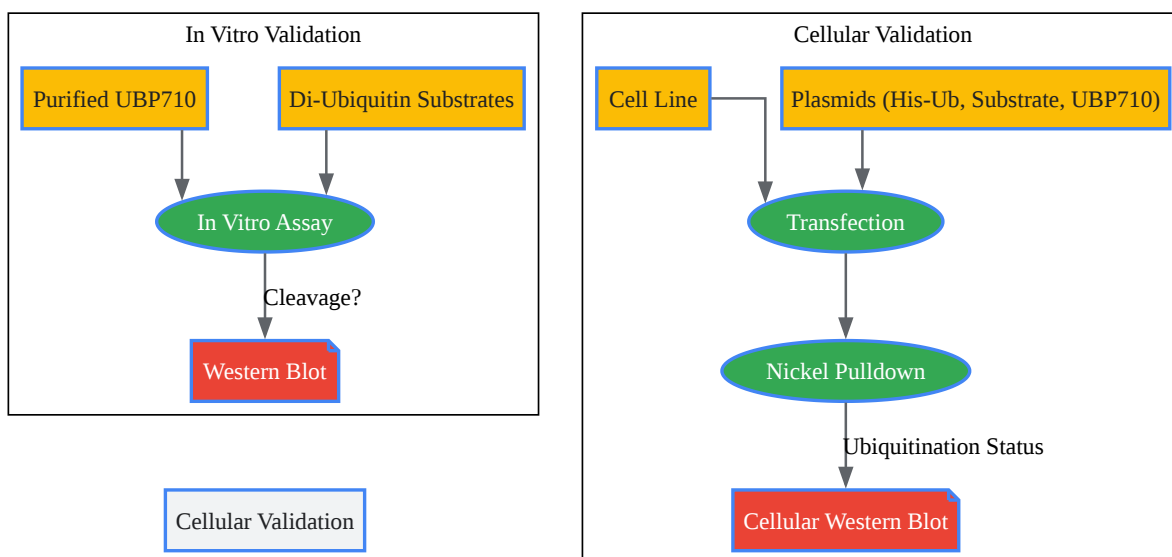 In Vitro Validation
Purified UBP710
Di-Ubiquitin Substrates
In Vitro Assay
Cleavage?
Western Blot
Cellular Validation
Cellular Validation
Cell Line
Plasmids (His-Ub, Substrate, UBP710)
Transfection
Nickel Pulldown
Ubiquitination Status
Cellular Western Blot